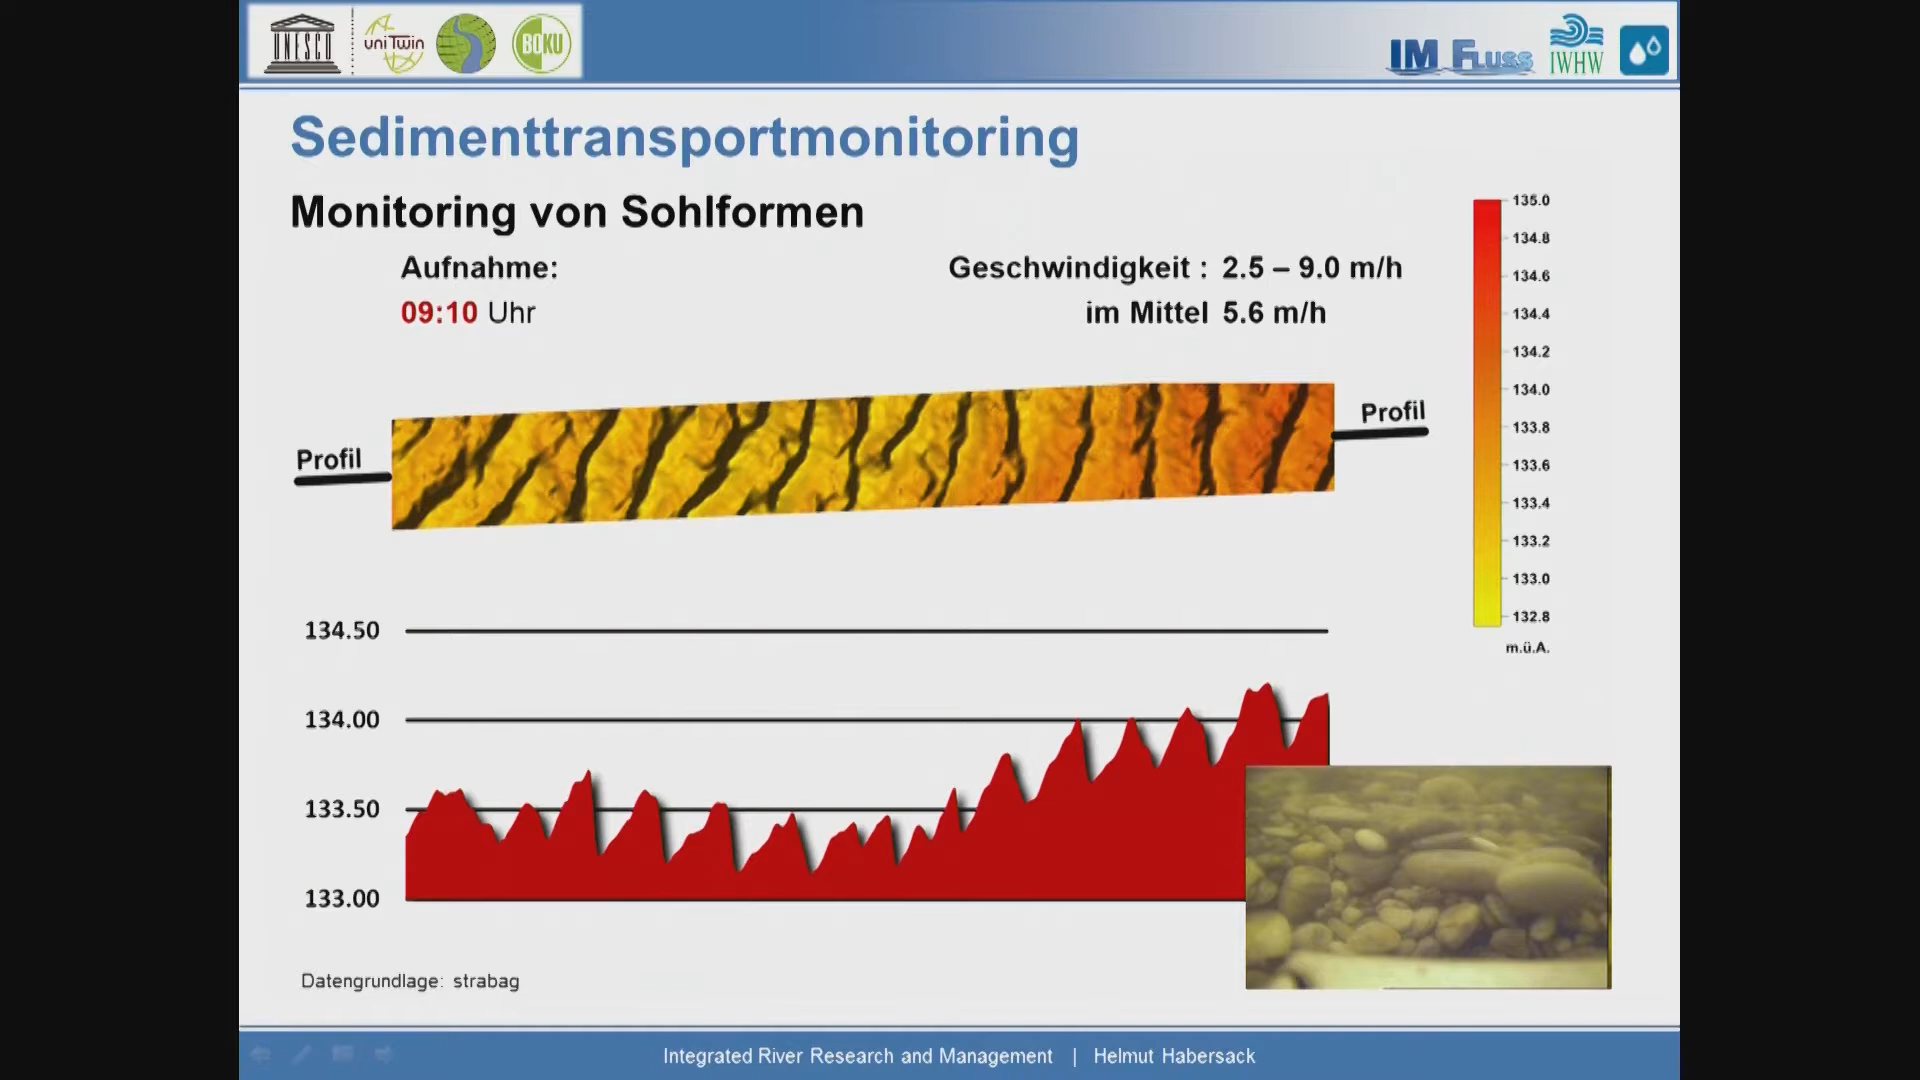 UNESCO
uniTwin
BOKU
IM Fluss
IWHW
Sedimenttransportmonitoring
Monitoring von Sohlformen
Aufnahme:
09:10 Uhr
Geschwindigkeit : 2.5 – 9.0 m/h
im Mittel 5.6 m/h
Profil
Profil
135.0
134.8
134.6
134.4
134.2
134.0
133.8
133.6
133.4
133.2
133.0
132.8
m.ü.A.
134.50
134.00
133.50
133.00
Datengrundlage: strabag
Integrated River Research and Management | Helmut Habersack